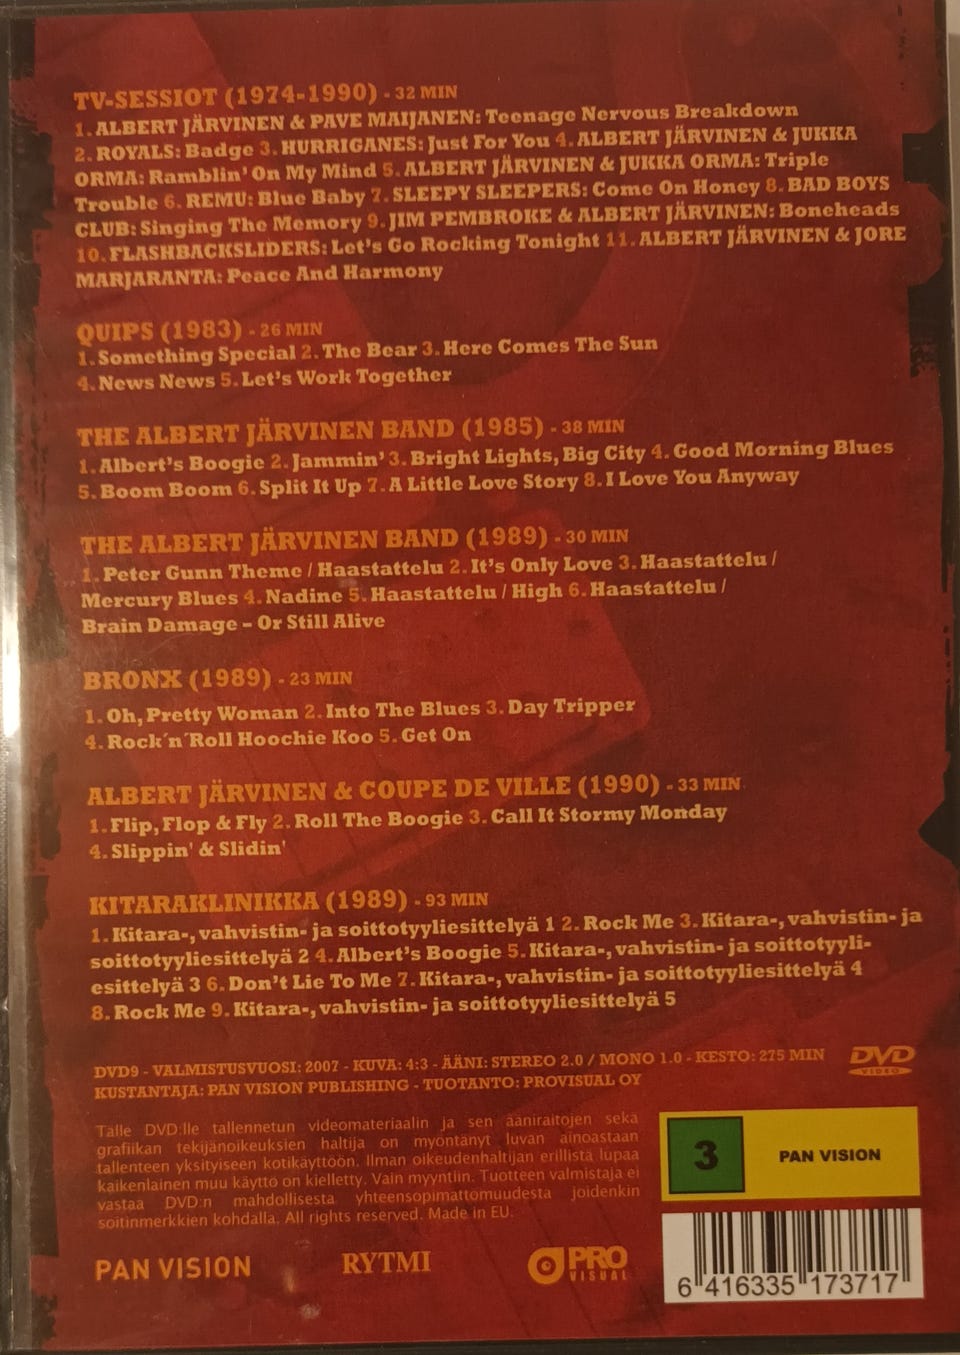 TV-SESSIOT (1974-1990) - 32 MIN
1. ALBERT JÄRVINEN & PAVE MAIJANEN: Teenage Nervous Breakdown
2. ROYALS: Badge 3. HURRIGANES: Just For You 4. ALBERT JÄRVINEN & JUKKA
ORMA: Ramblin' On My Mind 5. ALBERT JÄRVINEN & JUKKA ORMA: Triple
Trouble 6. REMU: Blue Baby 7. SLEEPY SLEEPERS: Come On Honey 8. BAD BOYS
CLUB: Singing The Memory 9. JIM PEMBROKE & ALBERT JÄRVINEN: Boneheads
10. FLASHBACKSLIDERS: Let's Go Rocking Tonight 11. ALBERT JÄRVINEN & JORE
MARJARANTA: Peace And Harmony
QUIPS (1983) - 26 MIN
1. Something Special 2. The Bear 3. Here Comes The Sun
4. News News 5. Let's Work Together
THE ALBERT JÄRVINEN BAND (1985) - 38 MIN
1. Albert's Boogie 2. Jammin' 3. Bright Lights, Big City 4. Good Morning Blues
5. Boom Boom 6. Split It Up 7. A Little Love Story 8. I Love You Anyway
THE ALBERT JÄRVINEN BAND (1989) - 30 MIN
1. Peter Gunn Theme / Haastattelu 2. It's Only Love 3. Haastattelu /
Mercury Blues 4. Nadine 5. Haastattelu / High 6. Haastattelu /
Brain Damage – Or Still Alive
BRONX (1989) - 23 MIN
1. Oh, Pretty Woman 2. Into The Blues 3. Day Tripper
4. Rock´n´Roll Hoochie Koo 5. Get On
ALBERT JÄRVINEN & COUPE DE VILLE (1990) - 33 MIN
1. Flip, Flop & Fly 2. Roll The Boogie 3. Call It Stormy Monday
4. Slippin' & Slidin'
KITARAKLINIKKA (1989) - 93 MIN
1. Kitara-, vahvistin- ja soittotyyliesittelyä 1 2. Rock Me 3. Kitara-, vahvistin- ja
soittotyyliesittelyä 2 4. Albert's Boogie 5. Kitara-, vahvistin- ja soittotyyli-
esittelyä 3 6. Don't Lie To Me 7. Kitara-, vahvistin- ja soittotyyliesittelyä 4
8. Rock Me 9. Kitara-, vahvistin- ja soittotyyliesittelyä 5
DVD9 - VALMISTUSVUOSI: 2007 - KUVA: 4:3 - ÄÄNI: STEREO 2.0 / MONO 1.0 - KESTO: 275 MIN
KUSTANTAJA: PAN VISION PUBLISHING - TUOTANTO: PROVISUAL OY
DVD
VIDEO
Tälle DVD:lle tallennetun videomateriaalin ja sen ääniraitojen sekä
grafiikan tekijänoikeuksien haltija on myöntänyt luvan ainoastaan
tallenteen yksityiseen kotikäyttöön. Ilman oikeudenhaltijan erillistä lupaa
kaikenlainen muu käyttö on kielletty. Vain myyntiin. Tuotteen valmistaja ei
vastaa DVD:n mahdollisesta yhteensopimattomuudesta joidenkin
soitinmerkkien kohdalla. All rights reserved. Made in EU.
3
PAN VISION
PAN VISION
RYTMI
PRO
VISUAL
6 416335 173717